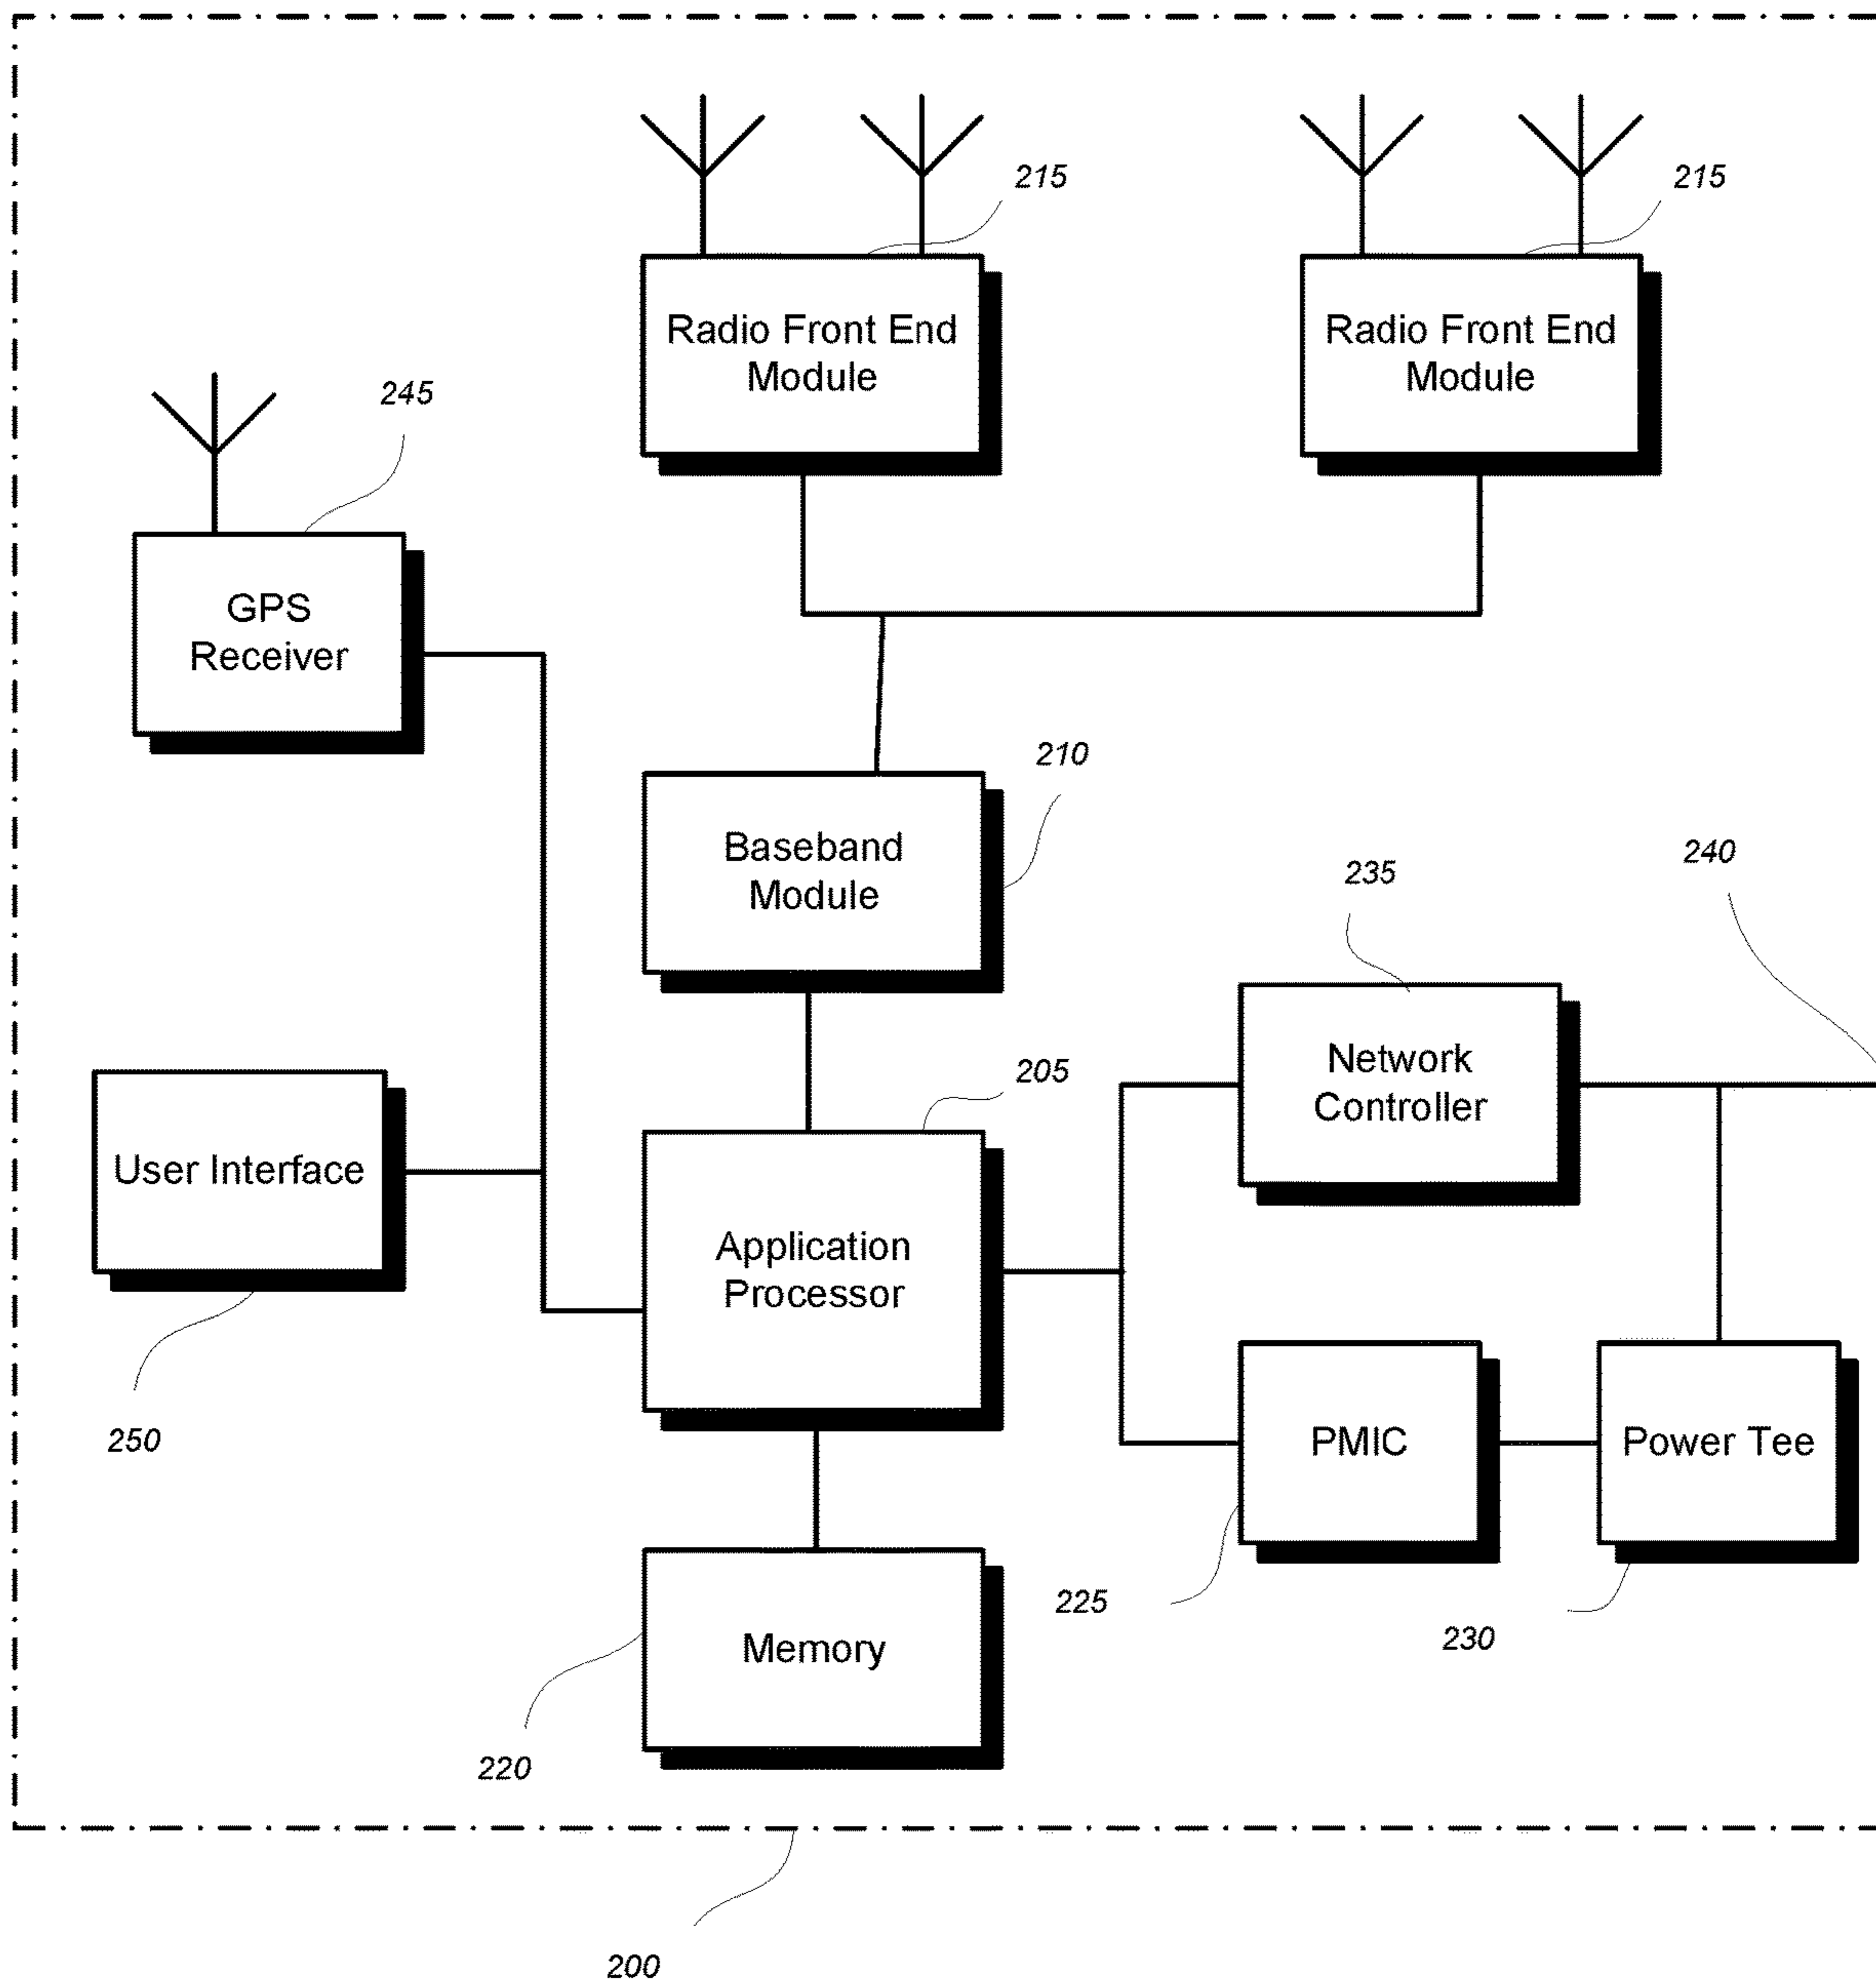 215
215
Radio Front End
Module
Radio Front End
Module
245
GPS
Receiver
210
Baseband
Module
235
240
205
Network
Controller
User Interface
Application
Processor
250
PMIC
Power Tee
225
230
Memory
220
200